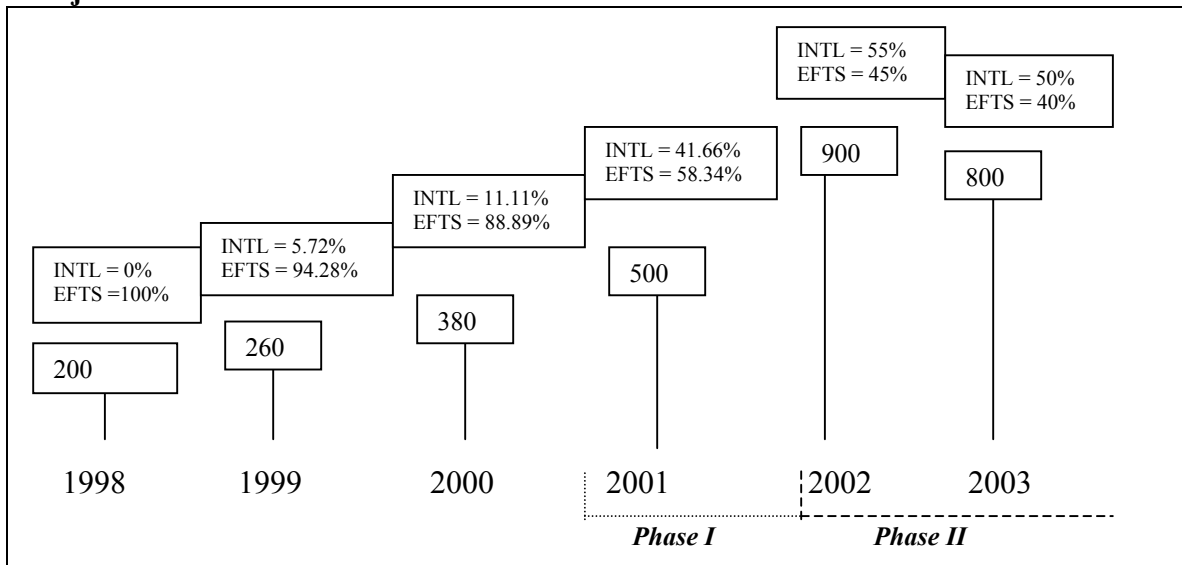 INTL = 55%
EFTS = 45%
INTL = 50%
EFTS = 40%
INTL = 41.66%
EFTS = 58.34%
900
800
INTL = 11.11%
EFTS = 88.89%
INTL = 5.72%
EFTS = 94.28%
INTL = 0%
EFTS =100%
500
380
260
200
1998 1999 2000 2001 2002 2003
Phase I Phase II